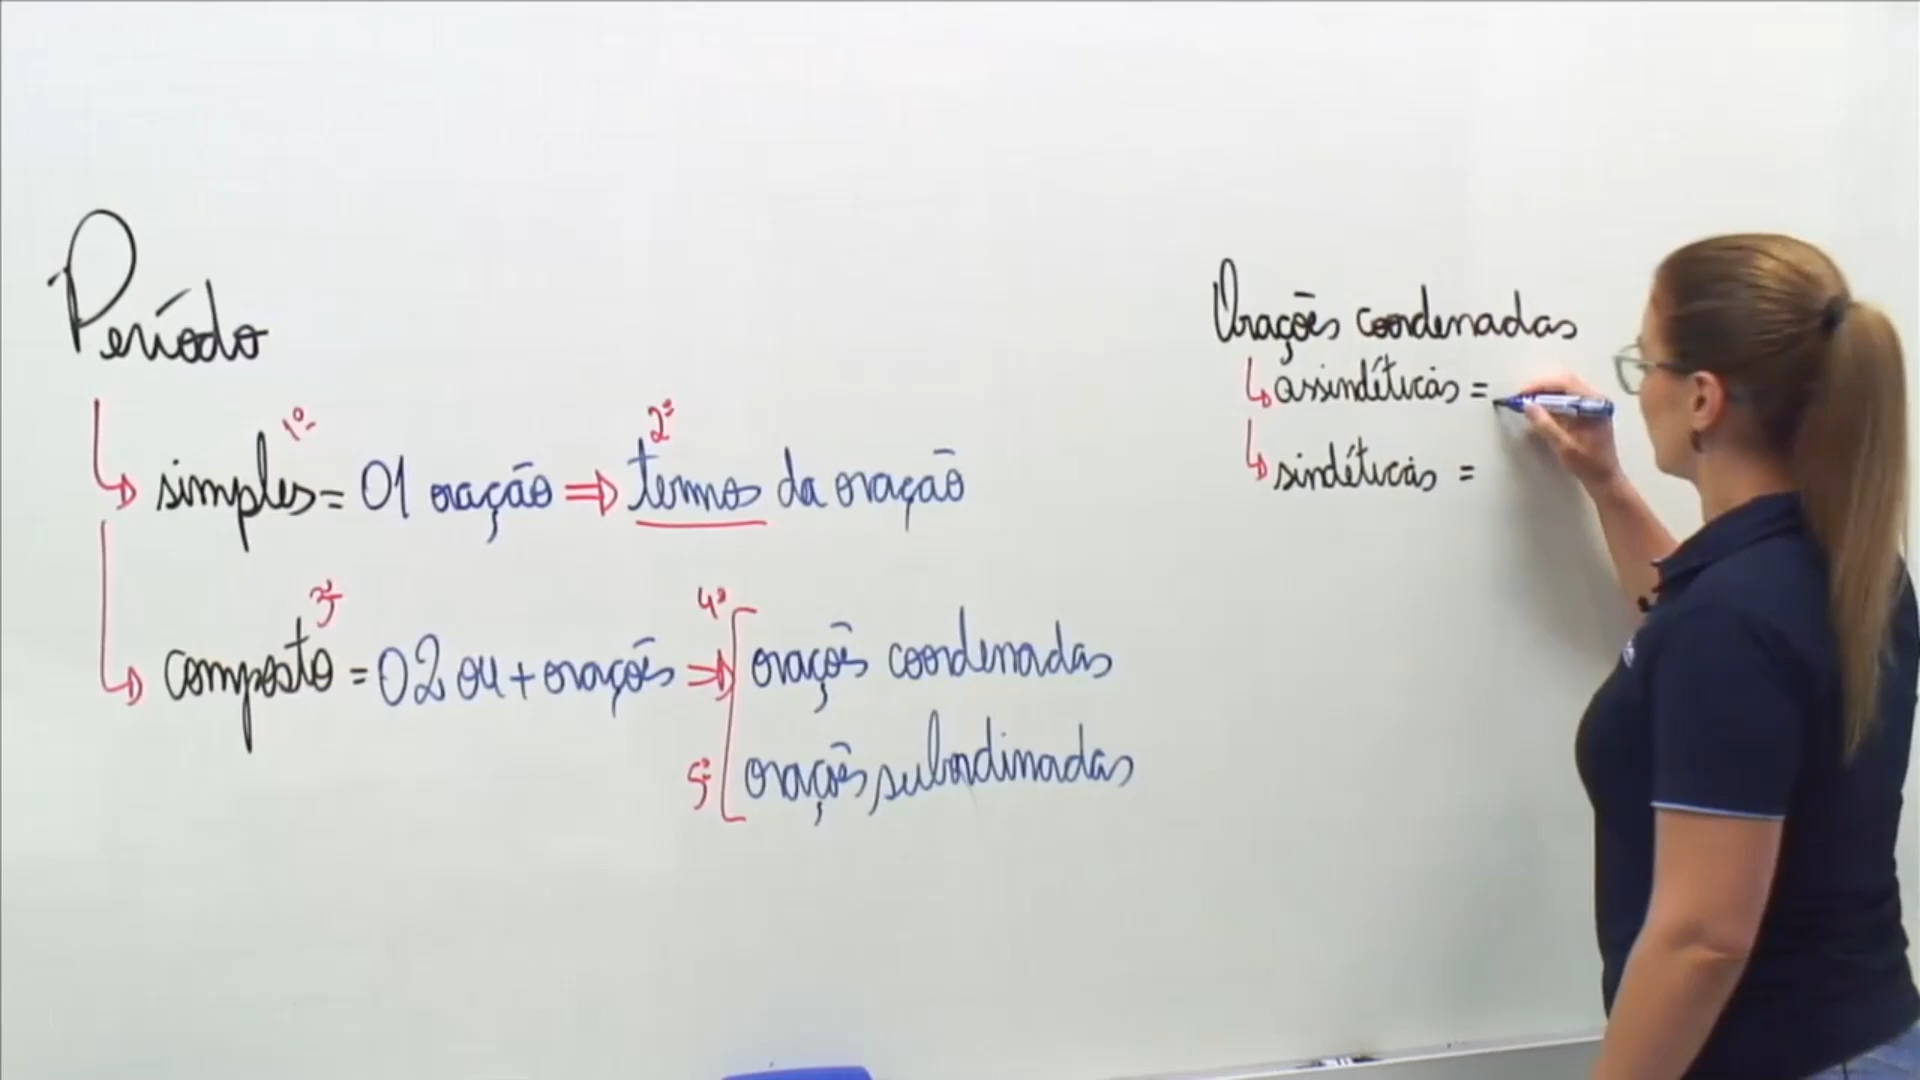 Período
simples = 01 oração ⇒ termos da oração
1º
2º
composto = 02 ou + orações ⇒
3º
4º orações coordenadas
5º orações subordinadas
Orações coordenadas
assindéticas =
sindéticas =